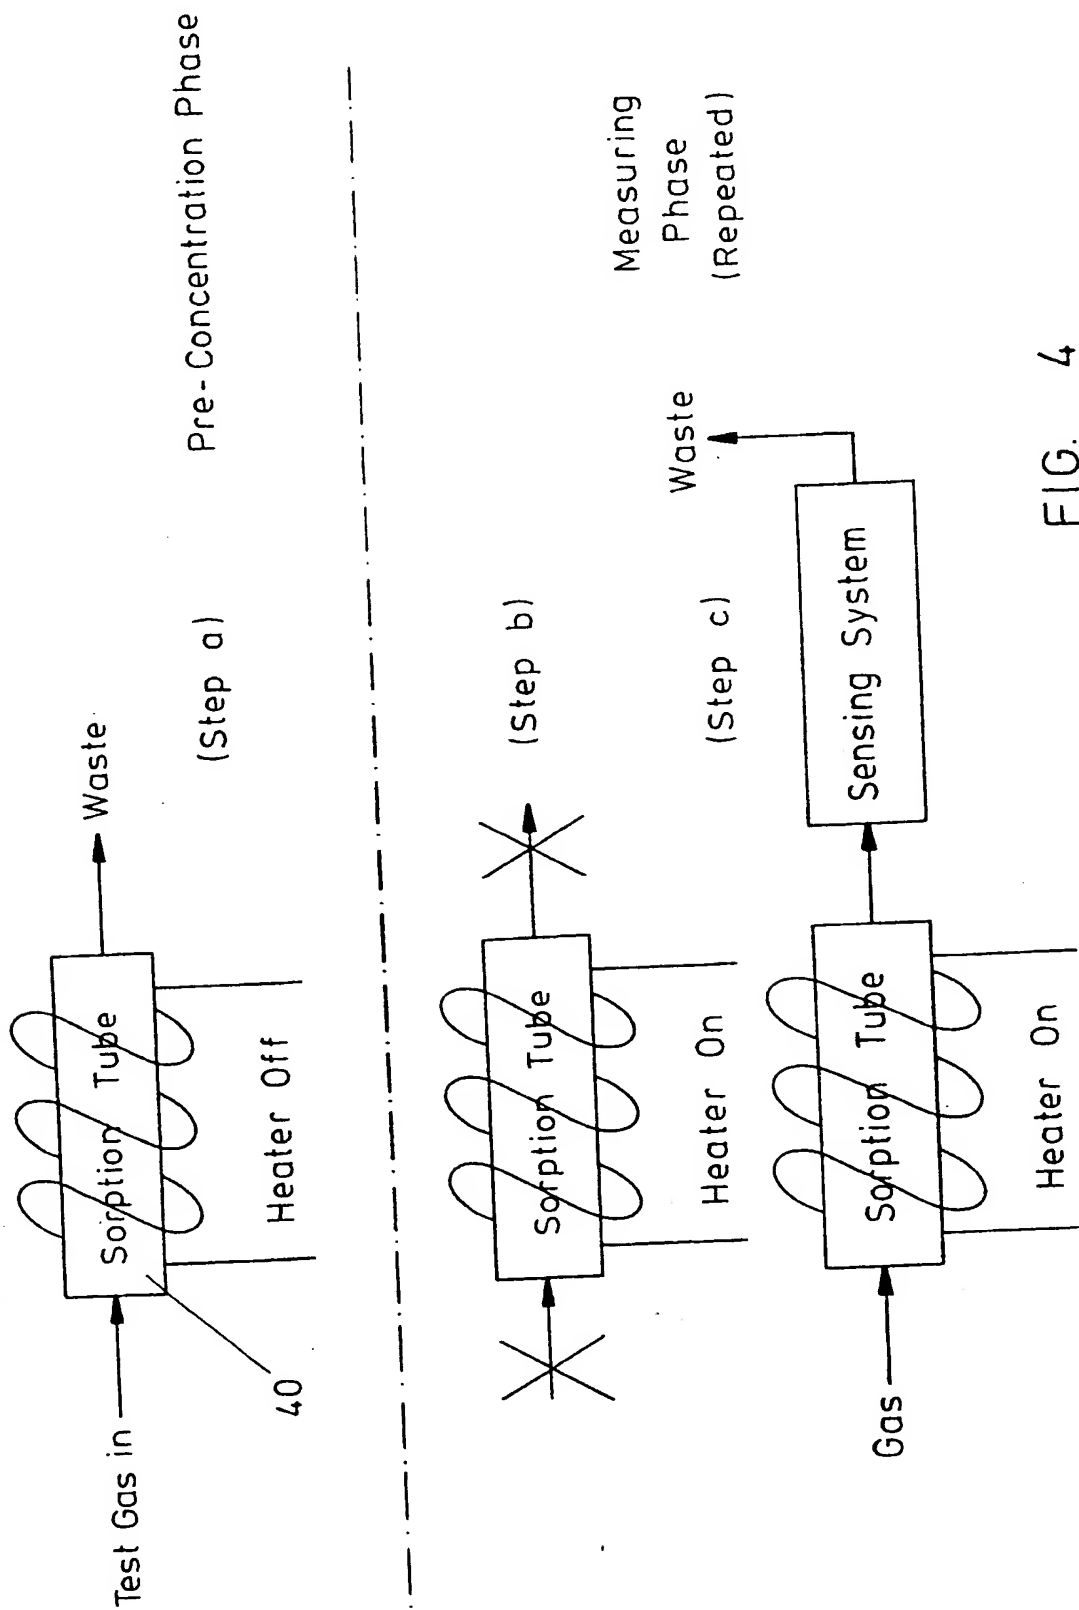 Test Gas in
Sorption Tube
Waste
Heater Off
40
(Step a)
Pre-Concentration Phase
Sorption Tube
Heater On
(Step b)
Measuring
Phase
(Repeated)
Gas
Sorption Tube
Heater On
Sensing System
Waste
(Step c)
FIG. 4